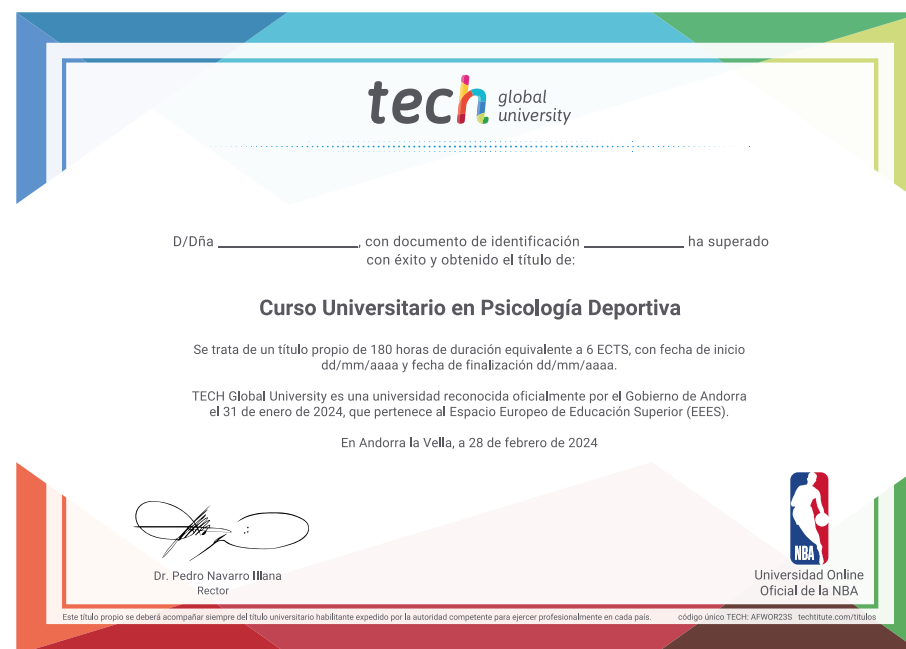 tech global university
D/Dña ____________________, con documento de identificación ______________ ha superado
con éxito y obtenido el título de:
Curso Universitario en Psicología Deportiva
Se trata de un título propio de 180 horas de duración equivalente a 6 ECTS, con fecha de inicio
dd/mm/aaaa y fecha de finalización dd/mm/aaaa.
TECH Global University es una universidad reconocida oficialmente por el Gobierno de Andorra
el 31 de enero de 2024, que pertenece al Espacio Europeo de Educación Superior (EEES).
En Andorra la Vella, a 28 de febrero de 2024
Dr. Pedro Navarro Illana
Rector
NBA
Universidad Online
Oficial de la NBA
Este título propio se deberá acompañar siempre del título universitario habilitante expedido por la autoridad competente para ejercer profesionalmente en cada país.
código único TECH: AFWOR23S techtitute.com/titulos